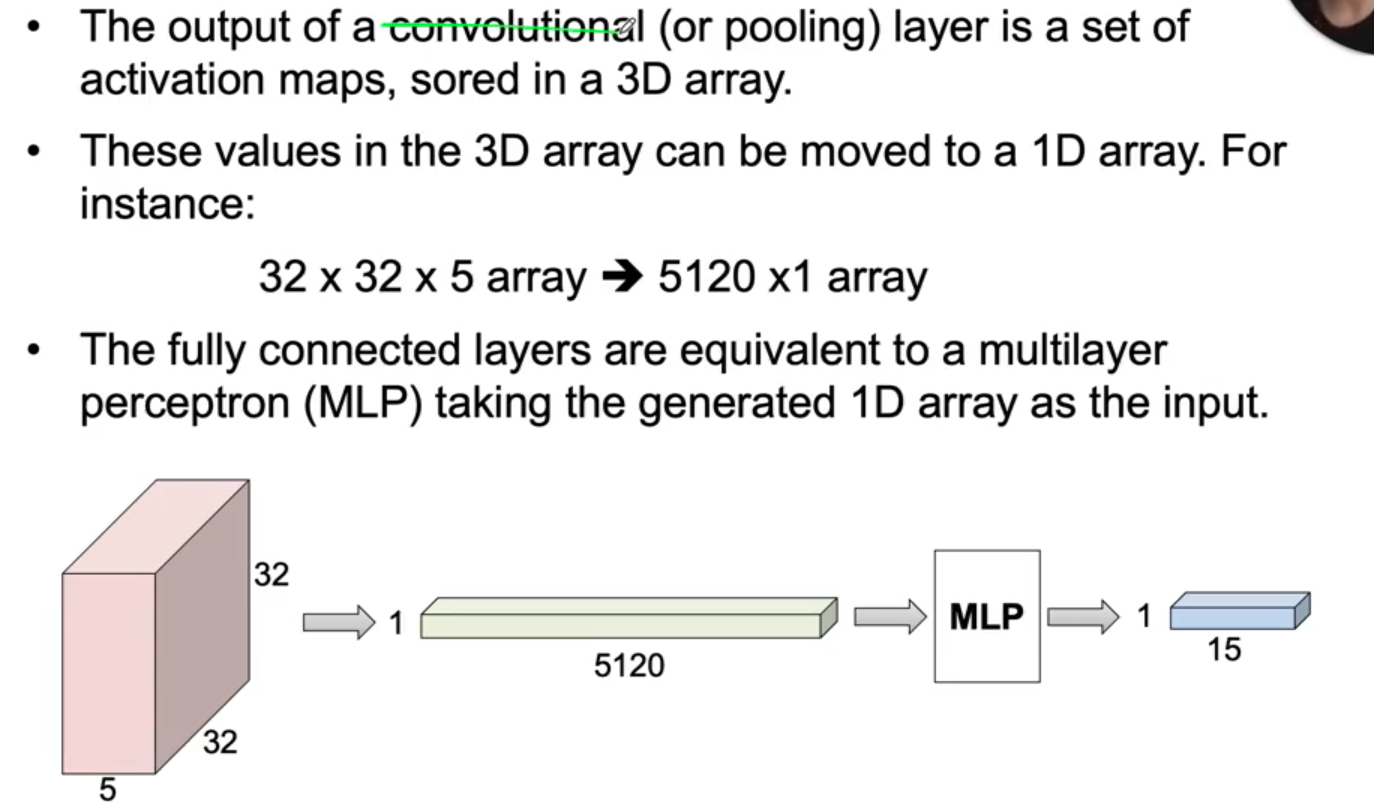 • The output of a convolutional (or pooling) layer is a set of
activation maps, sored in a 3D array.
• These values in the 3D array can be moved to a 1D array. For
instance:
32 x 32 x 5 array ➔ 5120 x1 array
• The fully connected layers are equivalent to a multilayer
perceptron (MLP) taking the generated 1D array as the input.
32
32
5
1
5120
MLP
1
15